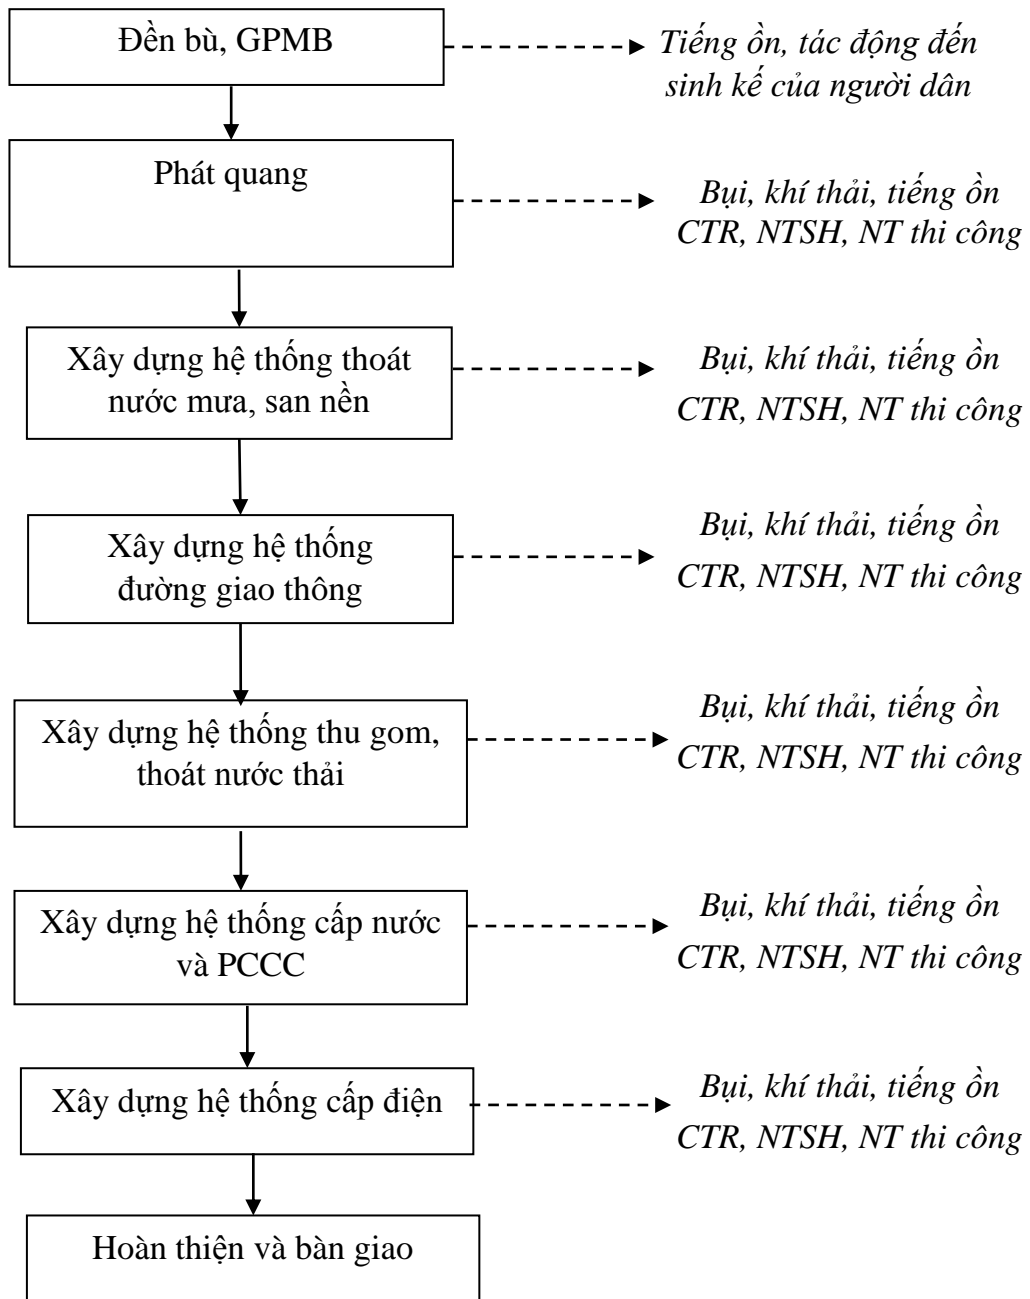 Đền bù, GPMB
Tiếng ồn, tác động đến
sinh kế của người dân
Phát quang
Bụi, khí thải, tiếng ồn
CTR, NTSH, NT thi công
Xây dựng hệ thống thoát
nước mưa, san nền
Bụi, khí thải, tiếng ồn
CTR, NTSH, NT thi công
Xây dựng hệ thống
đường giao thông
Bụi, khí thải, tiếng ồn
CTR, NTSH, NT thi công
Xây dựng hệ thống thu gom,
thoát nước thải
Bụi, khí thải, tiếng ồn
CTR, NTSH, NT thi công
Xây dựng hệ thống cấp nước
và PCCC
Bụi, khí thải, tiếng ồn
CTR, NTSH, NT thi công
Xây dựng hệ thống cấp điện
Bụi, khí thải, tiếng ồn
CTR, NTSH, NT thi công
Hoàn thiện và bàn giao